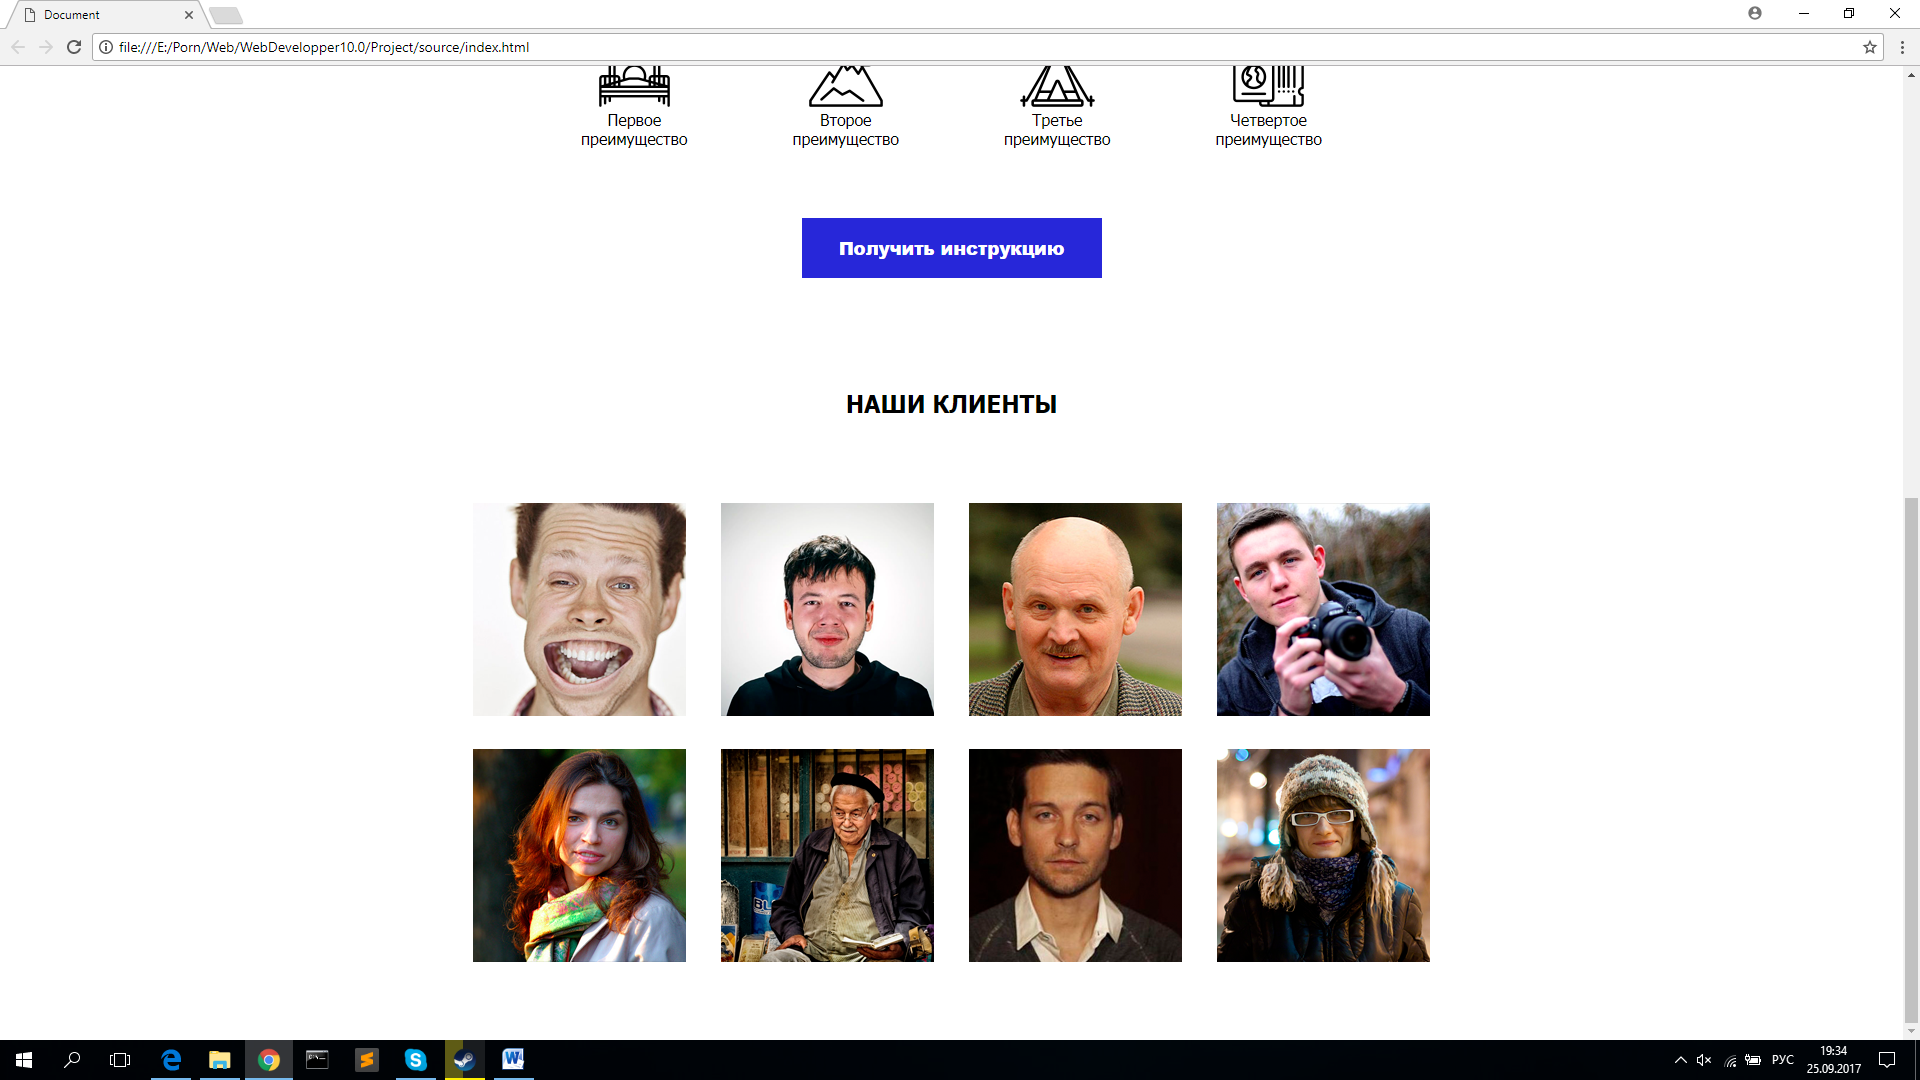 Document
file:///E:/Porn/Web/WebDevelopper10.0/Project/source/index.html
Первое
преимущество
Второе
преимущество
Третье
преимущество
Четвертое
преимущество
Получить инструкцию
НАШИ КЛИЕНТЫ
BL
РУС
19:34
25.09.2017